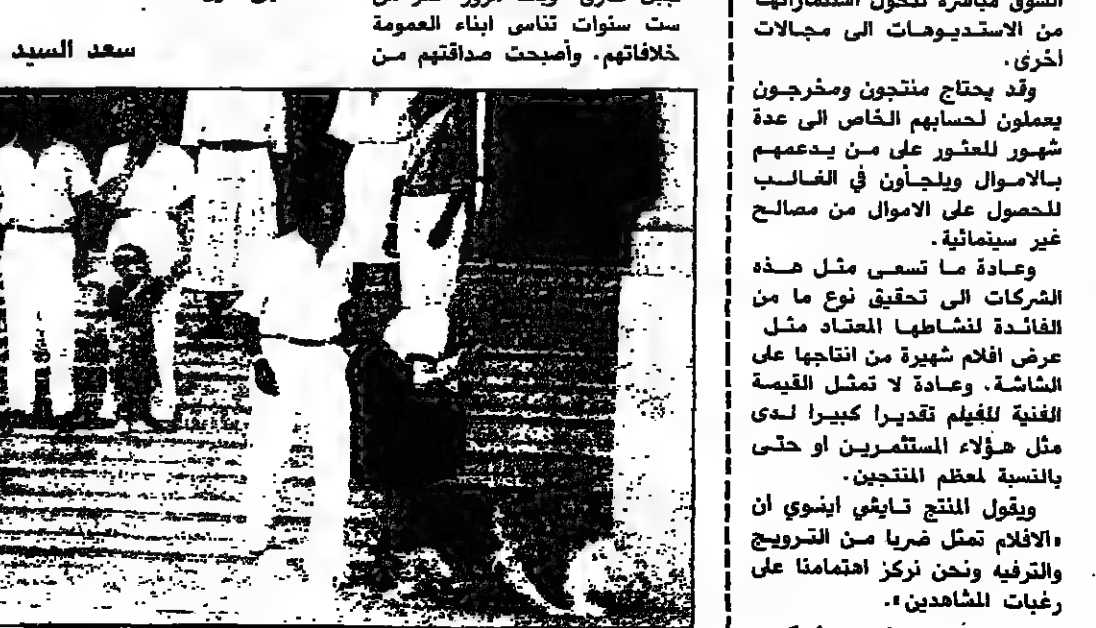 السوق مباشرة لتحول استثماراتها
من الاستديوهات الى مجالات
اخرى.
وقد يحتاج منتجون ومخرجون
يعملون لحسابهم الخاص الى عدة
شهور للعثور على من يدعمهم
بالاموال ويلجأون في الغالب
للحصول على الاموال من مصالح
غير سينمائية.
وعادة ما تسعى مثل هذه
الشركات الى تحقيق نوع ما من
الفائدة لنشاطها المعتاد مثل
عرض افلام شهيرة من انتاجها على
الشاشة. وعادة لا تمثل القيمة
الفنية للفيلم تقديرا كبيرا لدى
مثل هؤلاء المستثمرين او حتى
بالنسبة لمعظم المنتجين.
ويقول المنتج تايغي اينوي ان
«الافلام تمثل ضربا من الترويج
والترفيه ونحن نركز اهتمامنا على
رغبات المشاهدين».
ست سنوات تناسى ابناء العمومة
خلافاتهم. وأصبحت صداقتهم من
سعد السيد